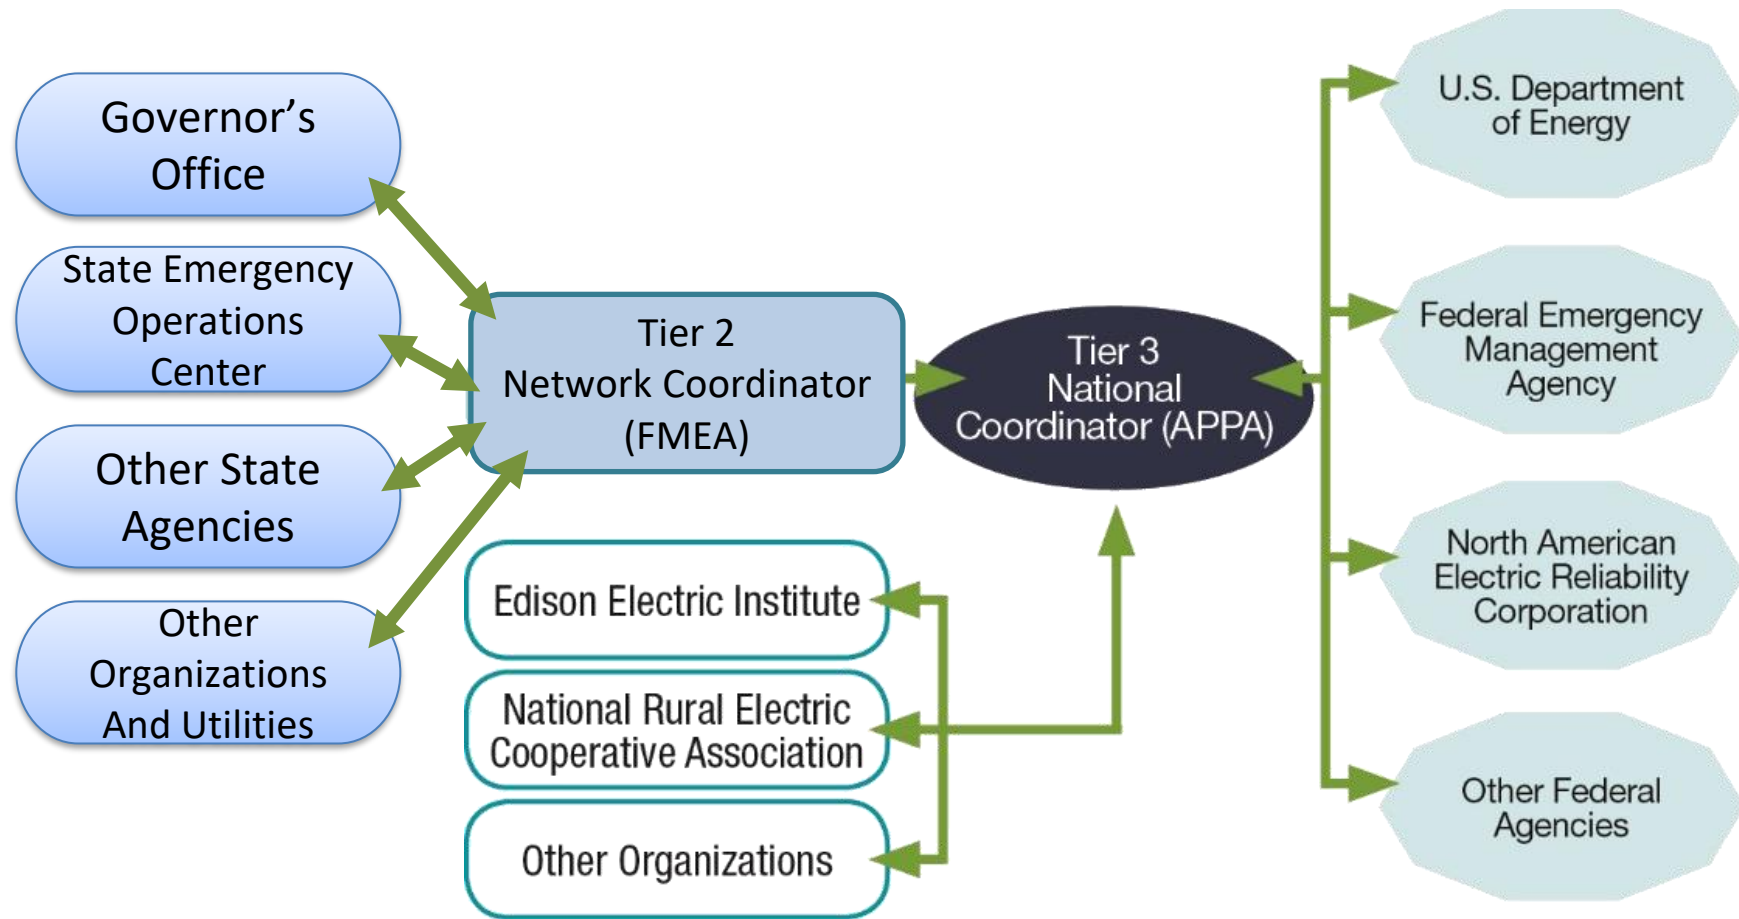 Governor’s
Office
State Emergency
Operations
Center
Other State
Agencies
Other
Organizations
And Utilities
Tier 2
Network Coordinator
(FMEA)
Edison Electric Institute
National Rural Electric
Cooperative Association
Other Organizations
Tier 3
National
Coordinator (APPA)
U.S. Department
of Energy
Federal Emergency
Management
Agency
North American
Electric Reliability
Corporation
Other Federal
Agencies